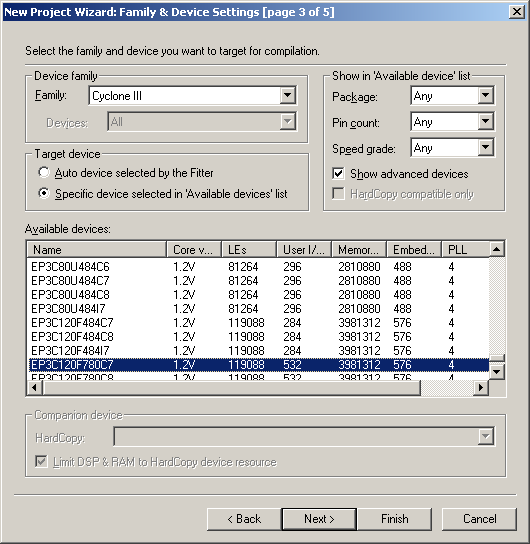 New Project Wizard: Family & Device Settings [page 3 of 5]
Select the family and device you want to target for compilation.
Device family
Family: Cyclone III
Devices: All
Show in 'Available device' list
Package: Any
Pin count: Any
Speed grade: Any
Show advanced devices
HardCopy compatible only
Target device
Auto device selected by the Fitter
Specific device selected in 'Available devices' list
Available devices:
Name Core v... LEs User I/... Memor... Embed... PLL
EP3C80U484C6 1.2V 81264 296 2810880 488 4
EP3C80U484C7 1.2V 81264 296 2810880 488 4
EP3C80U484C8 1.2V 81264 296 2810880 488 4
EP3C80U484I7 1.2V 81264 296 2810880 488 4
EP3C120F484C7 1.2V 119088 284 3981312 576 4
EP3C120F484C8 1.2V 119088 284 3981312 576 4
EP3C120F484I7 1.2V 119088 284 3981312 576 4
EP3C120F780C7 1.2V 119088 532 3981312 576 4
EP3C120F780C8 1.2V 119088 532 3981312 576 4
Companion device
HardCopy:
Limit DSP & RAM to HardCopy device resource
< Back Next > Finish Cancel